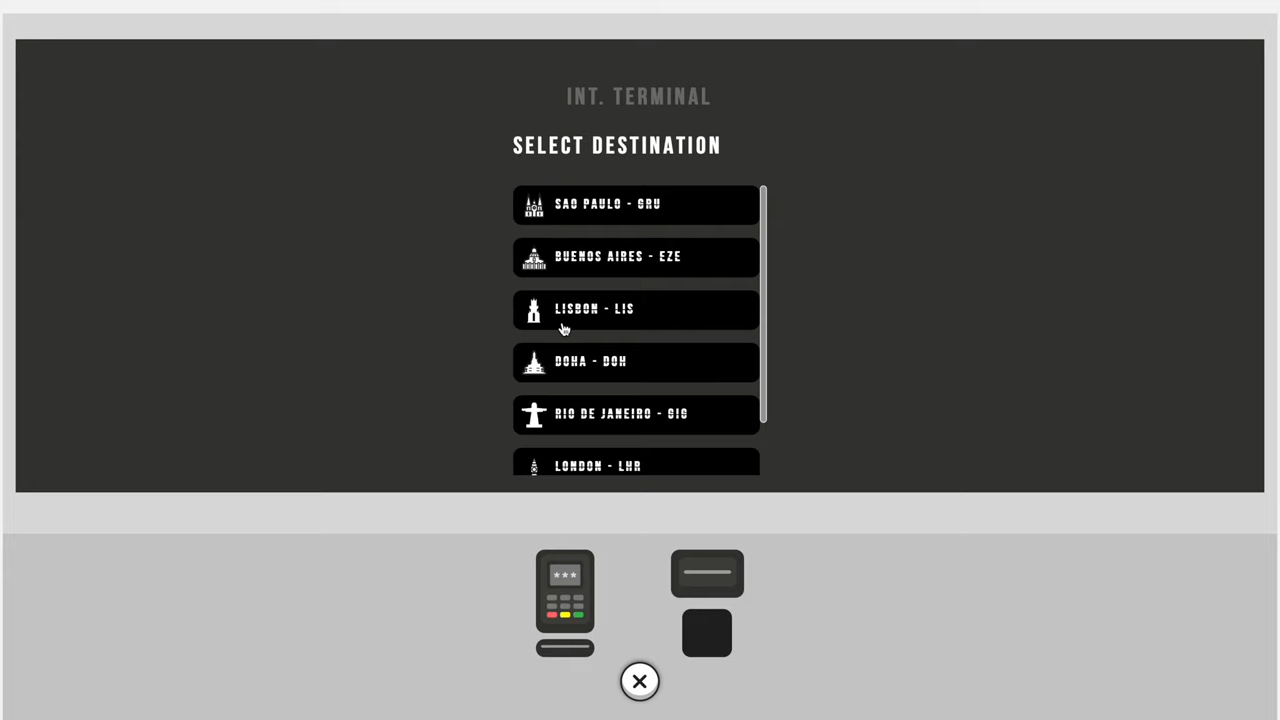 INT. TERMINAL
SELECT DESTINATION
SAO PAULO - GRU
BUENOS AIRES - EZE
LISBON - LIS
DOHA - DOH
RIO DE JANEIRO - GIG
LONDON - LHR
***